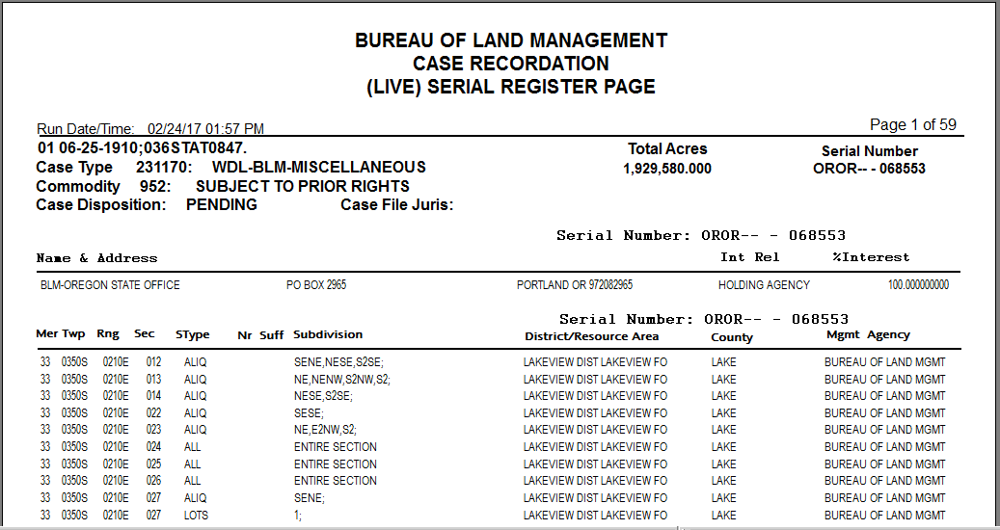 BUREAU OF LAND MANAGEMENT
CASE RECORDATION
(LIVE) SERIAL REGISTER PAGE
Run Date/Time: 02/24/17 01:57 PM Page 1 of 59
01 06-25-1910;036STAT0847. Total Acres Serial Number
Case Type 231170: WDL-BLM-MISCELLANEOUS 1,929,580.000 OROR-- - 068553
Commodity 952: SUBJECT TO PRIOR RIGHTS
Case Disposition: PENDING Case File Juris:
Serial Number: OROR-- - 068553
Name & Address Int Rel %Interest
BLM-OREGON STATE OFFICE PO BOX 2965 PORTLAND OR 972082965 HOLDING AGENCY 100.000000000
Serial Number: OROR-- - 068553
Mer Twp Rng Sec SType Nr Suff Subdivision District/Resource Area County Mgmt Agency
33 0350S 0210E 012 ALIQ SENE,NESE,S2SE; LAKEVIEW DIST LAKEVIEW FO LAKE BUREAU OF LAND MGMT
33 0350S 0210E 013 ALIQ NE,NENW,S2NW,S2; LAKEVIEW DIST LAKEVIEW FO LAKE BUREAU OF LAND MGMT
33 0350S 0210E 014 ALIQ NESE,S2SE; LAKEVIEW DIST LAKEVIEW FO LAKE BUREAU OF LAND MGMT
33 0350S 0210E 022 ALIQ SESE; LAKEVIEW DIST LAKEVIEW FO LAKE BUREAU OF LAND MGMT
33 0350S 0210E 023 ALIQ NE,E2NW,S2; LAKEVIEW DIST LAKEVIEW FO LAKE BUREAU OF LAND MGMT
33 0350S 0210E 024 ALL ENTIRE SECTION LAKEVIEW DIST LAKEVIEW FO LAKE BUREAU OF LAND MGMT
33 0350S 0210E 025 ALL ENTIRE SECTION LAKEVIEW DIST LAKEVIEW FO LAKE BUREAU OF LAND MGMT
33 0350S 0210E 026 ALL ENTIRE SECTION LAKEVIEW DIST LAKEVIEW FO LAKE BUREAU OF LAND MGMT
33 0350S 0210E 027 ALIQ SENE; LAKEVIEW DIST LAKEVIEW FO LAKE BUREAU OF LAND MGMT
33 0350S 0210E 027 LOTS 1; LAKEVIEW DIST LAKEVIEW FO LAKE BUREAU OF LAND MGMT